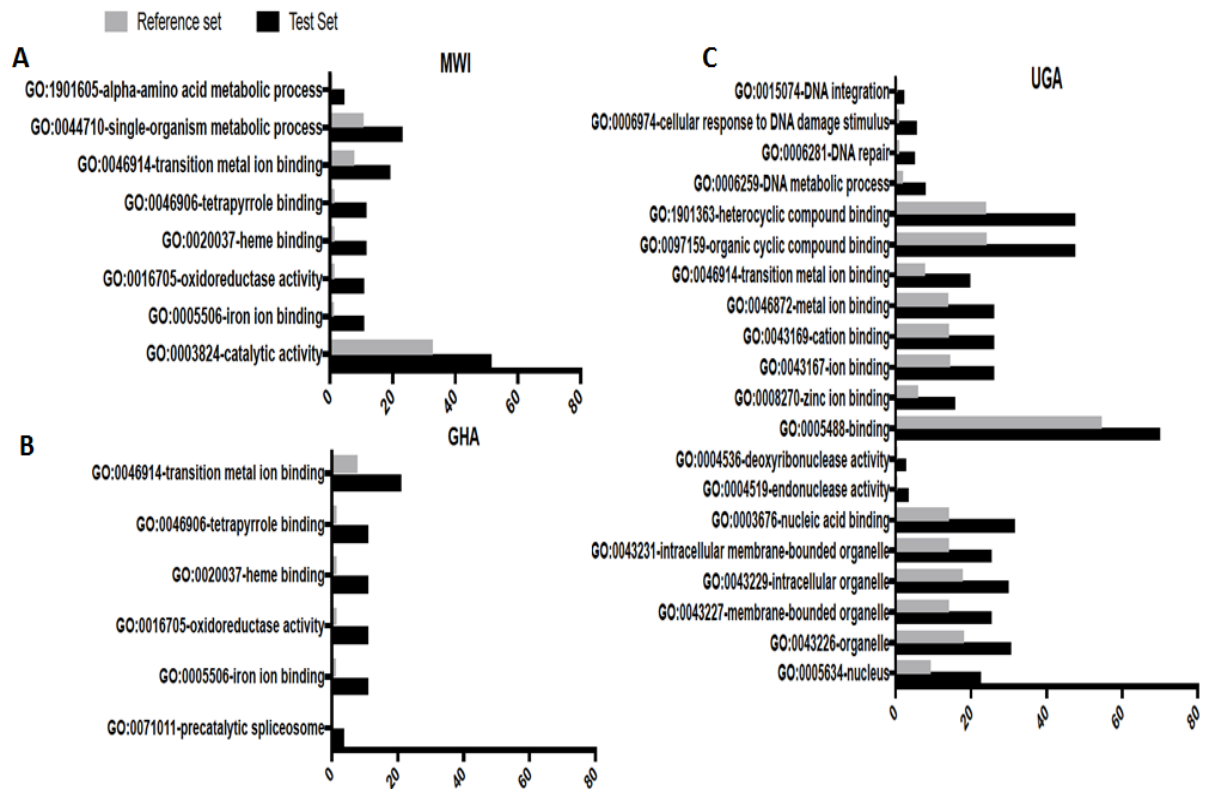 Reference set
Test Set
A
MWI
GO:1901605-alpha-amino acid metabolic process
GO:0044710-single-organism metabolic process
GO:0046914-transition metal ion binding
GO:0046906-tetrapyrrole binding
GO:0020037-heme binding
GO:0016705-oxidoreductase activity
GO:0005506-iron ion binding
GO:0003824-catalytic activity
0 20 40 60 80
B
GHA
GO:0046914-transition metal ion binding
GO:0046906-tetrapyrrole binding
GO:0020037-heme binding
GO:0016705-oxidoreductase activity
GO:0005506-iron ion binding
GO:0071011-precatalytic spliceosome
0 20 40 60 80
C
UGA
GO:0015074-DNA integration
GO:0006974-cellular response to DNA damage stimulus
GO:0006281-DNA repair
GO:0006259-DNA metabolic process
GO:1901363-heterocyclic compound binding
GO:0097159-organic cyclic compound binding
GO:0046914-transition metal ion binding
GO:0046872-metal ion binding
GO:0043169-cation binding
GO:0043167-ion binding
GO:0008270-zinc ion binding
GO:0005488-binding
GO:0004536-deoxyribonuclease activity
GO:0004519-endonuclease activity
GO:0003676-nucleic acid binding
GO:0043231-intracellular membrane-bounded organelle
GO:0043229-intracellular organelle
GO:0043227-membrane-bounded organelle
GO:0043226-organelle
GO:0005634-nucleus
0 20 40 60 80